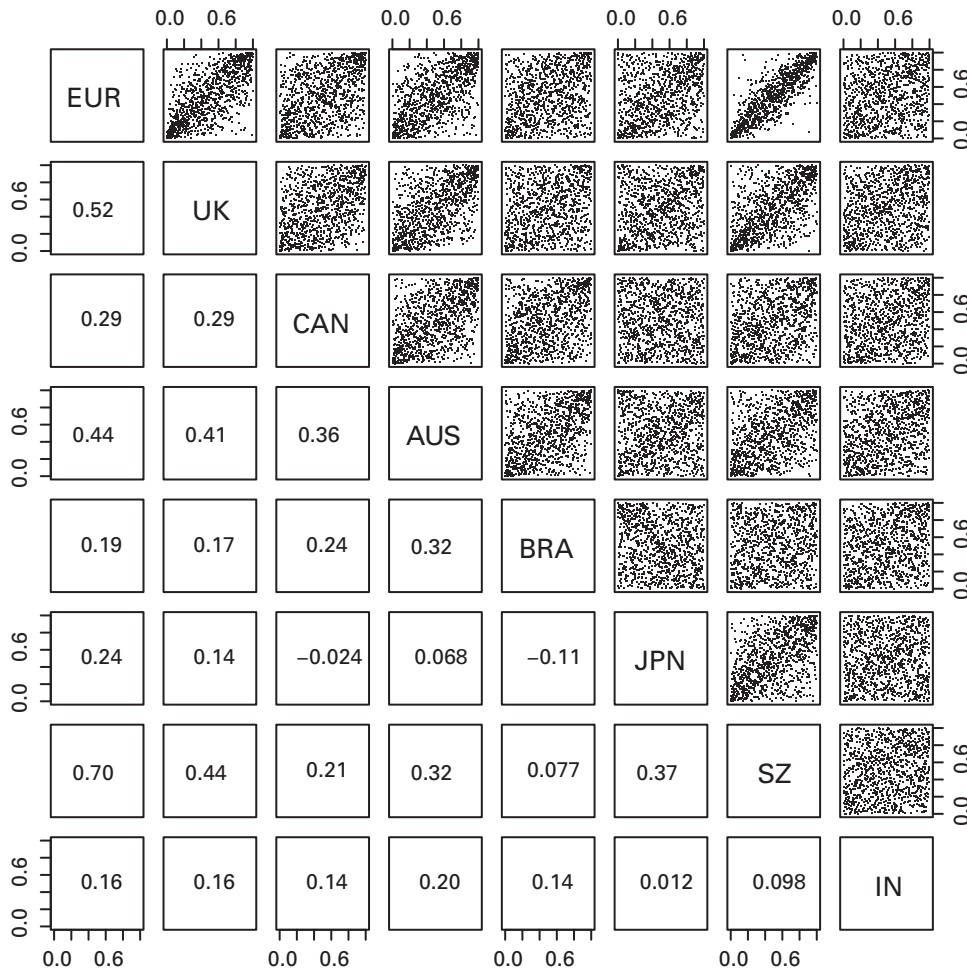 0.0 0.6 0.0 0.6 0.0 0.6
EUR 0.0 0.6
0.0 0.6 0.52 UK
0.29 0.29 CAN 0.0 0.6
0.0 0.6 0.44 0.41 0.36 AUS
0.19 0.17 0.24 0.32 BRA 0.0 0.6
0.0 0.6 0.24 0.14 −0.024 0.068 −0.11 JPN
0.70 0.44 0.21 0.32 0.077 0.37 SZ 0.0 0.6
0.0 0.6 0.16 0.16 0.14 0.20 0.14 0.012 0.098 IN
0.0 0.6 0.0 0.6 0.0 0.6 0.0 0.6